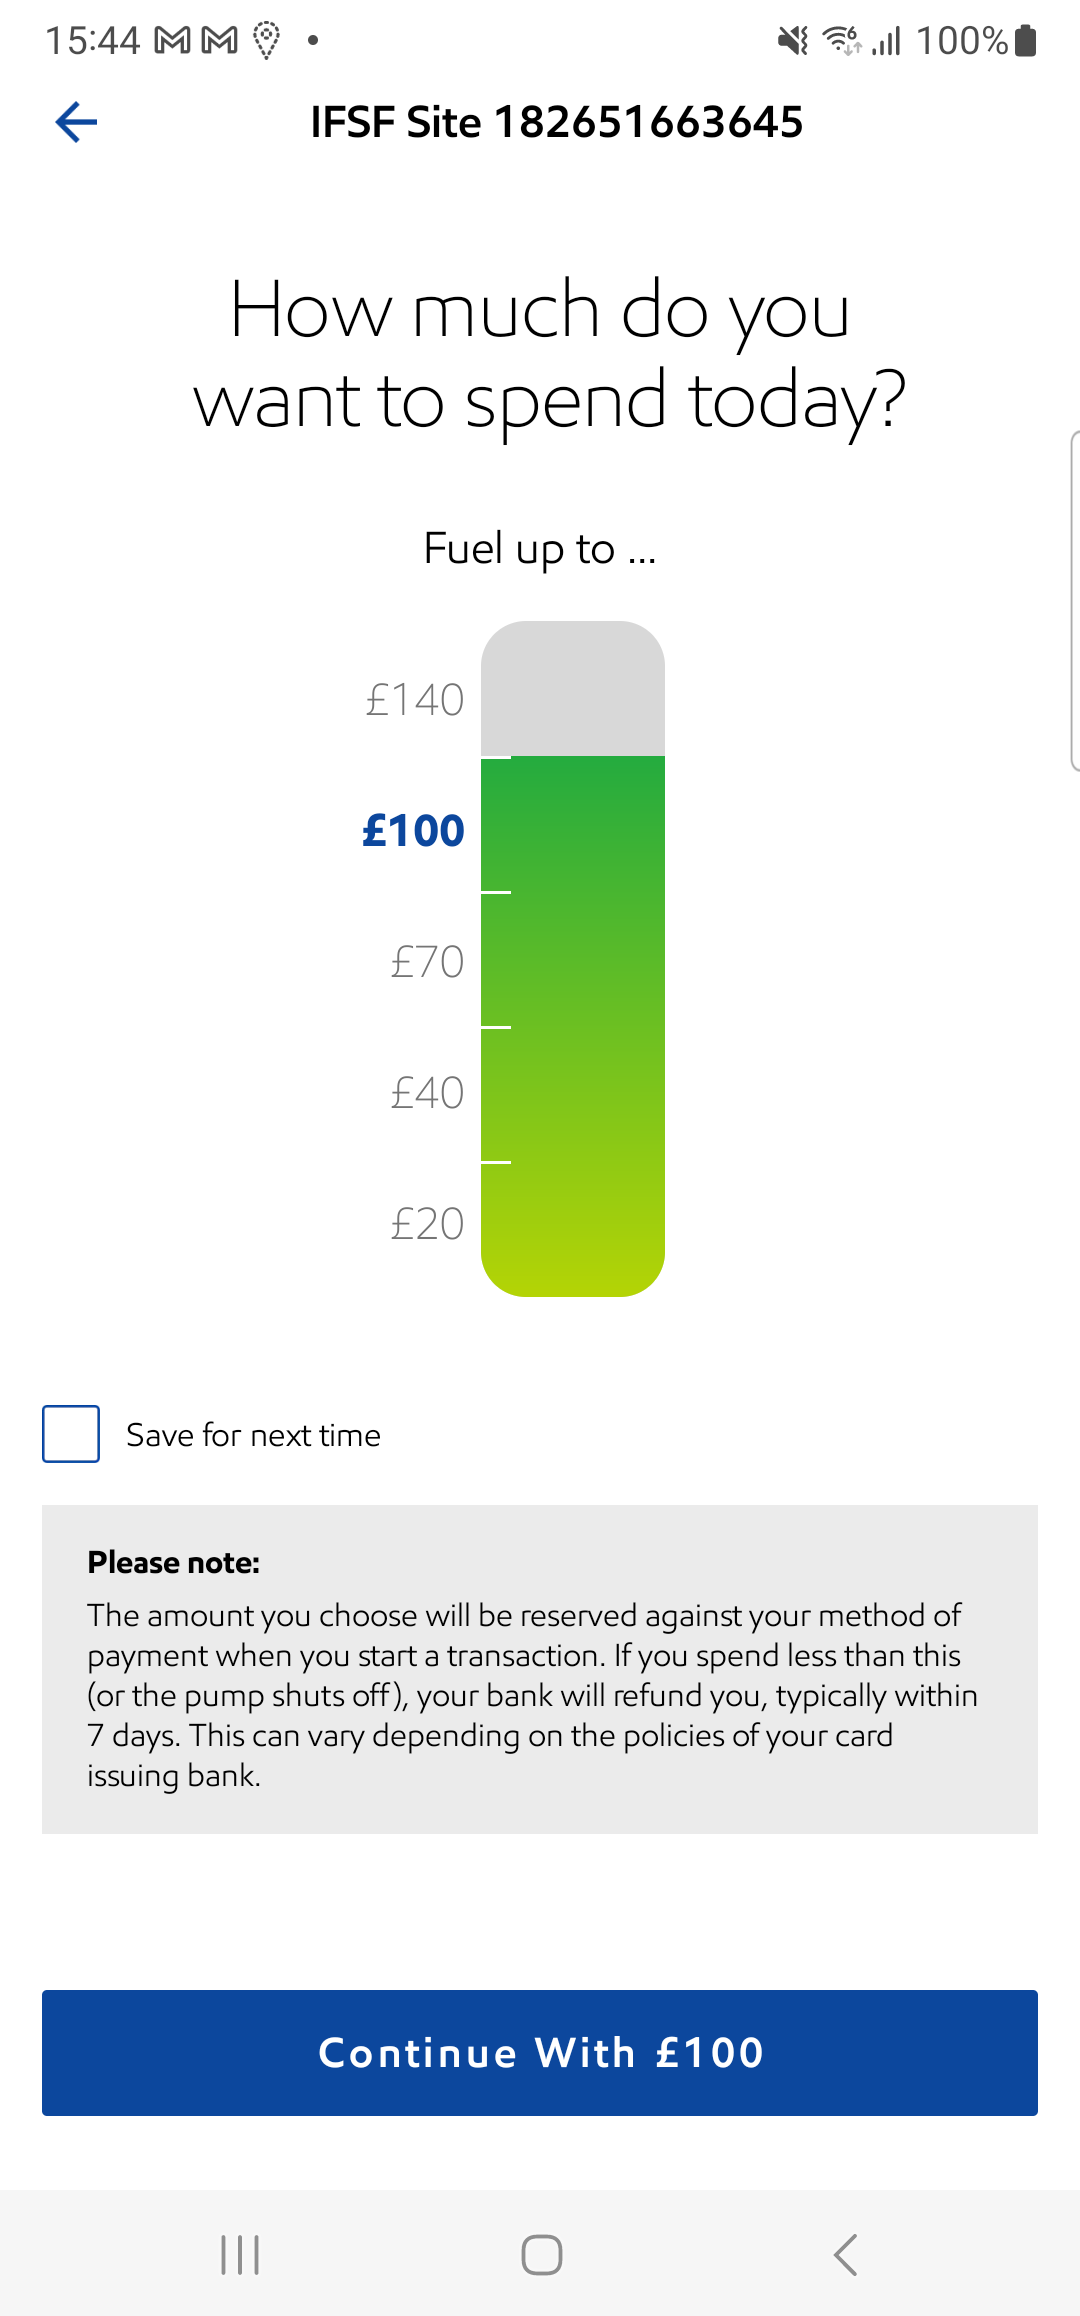 15:44
100%
IFSF Site 182651663645
How much do you
want to spend today?
Fuel up to ...
£140
£100
£70
£40
£20
Save for next time
Please note:
The amount you choose will be reserved against your method of
payment when you start a transaction. If you spend less than this
(or the pump shuts off), your bank will refund you, typically within
7 days. This can vary depending on the policies of your card
issuing bank.
Continue With £100